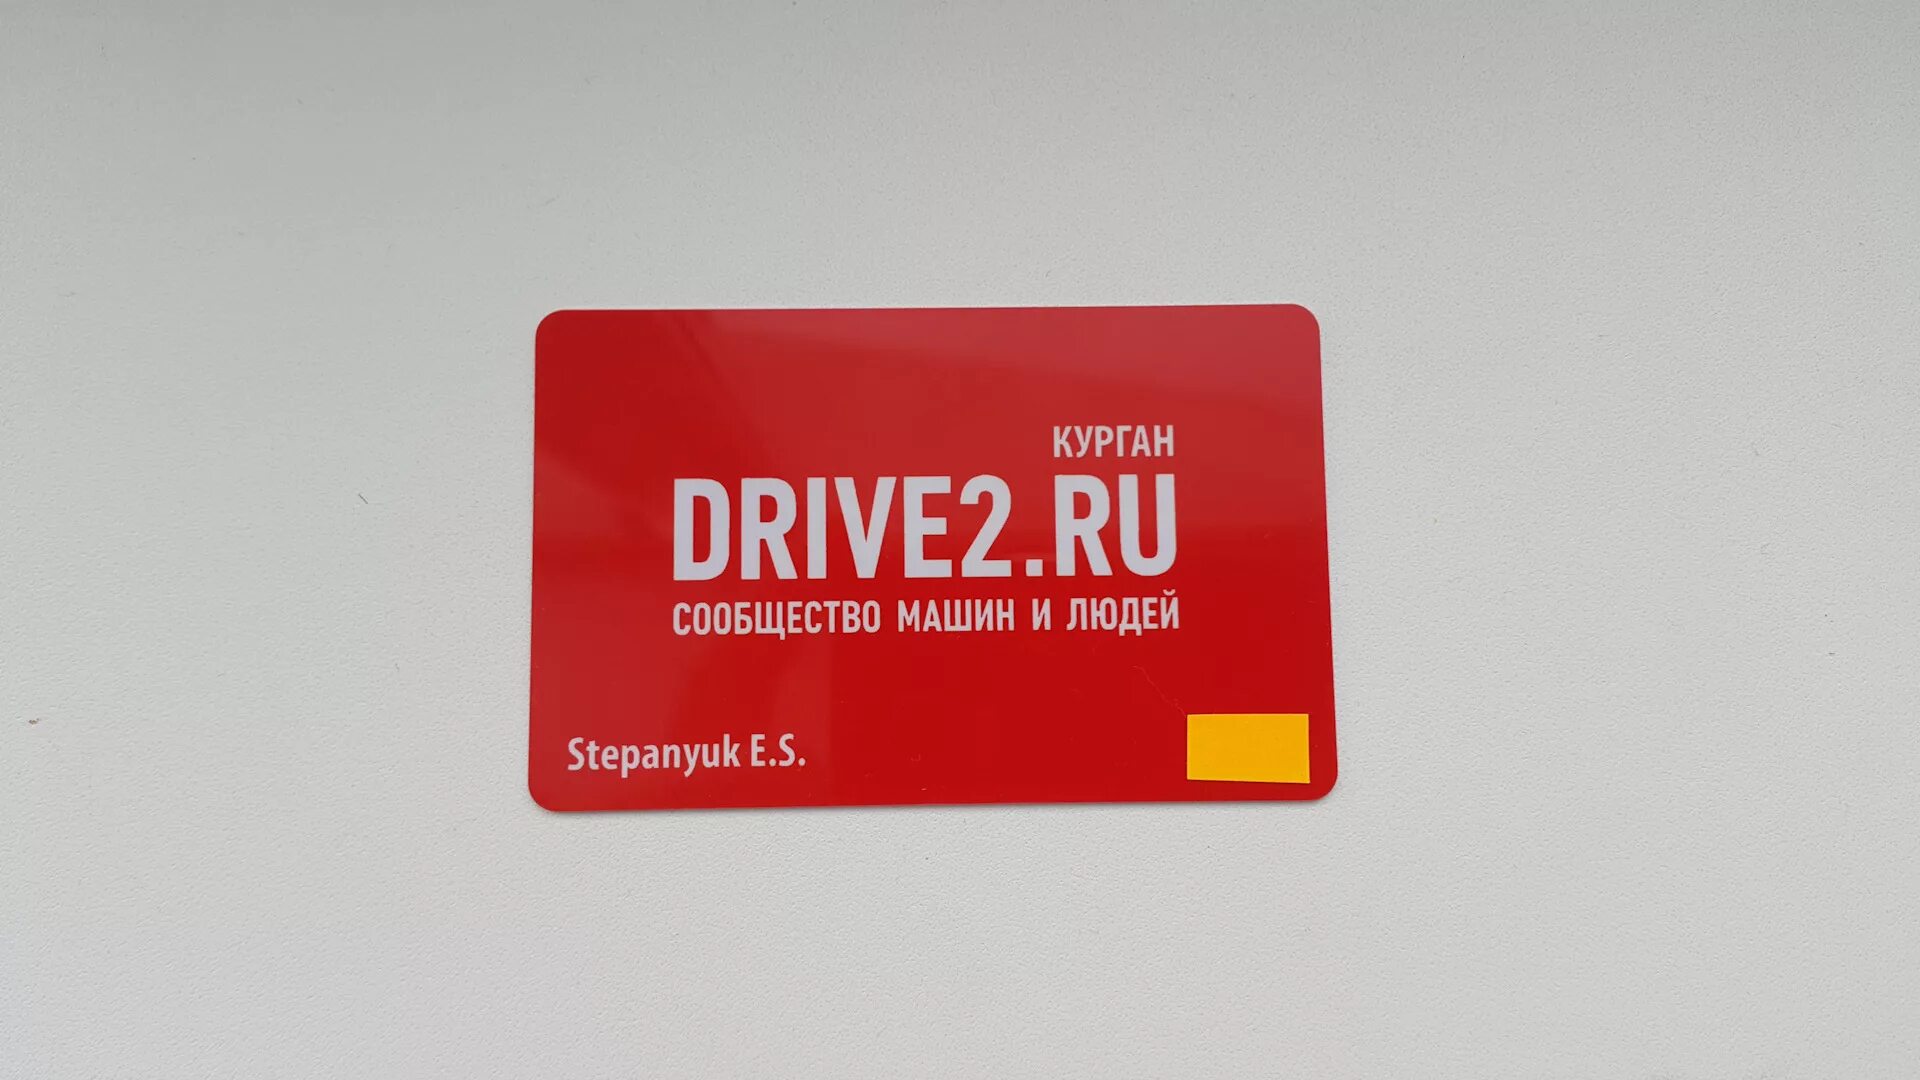 КУРГАН
DRIVE2.RU
СООБЩЕСТВО МАШИН И ЛЮДЕЙ
Stepanyuk E.S.